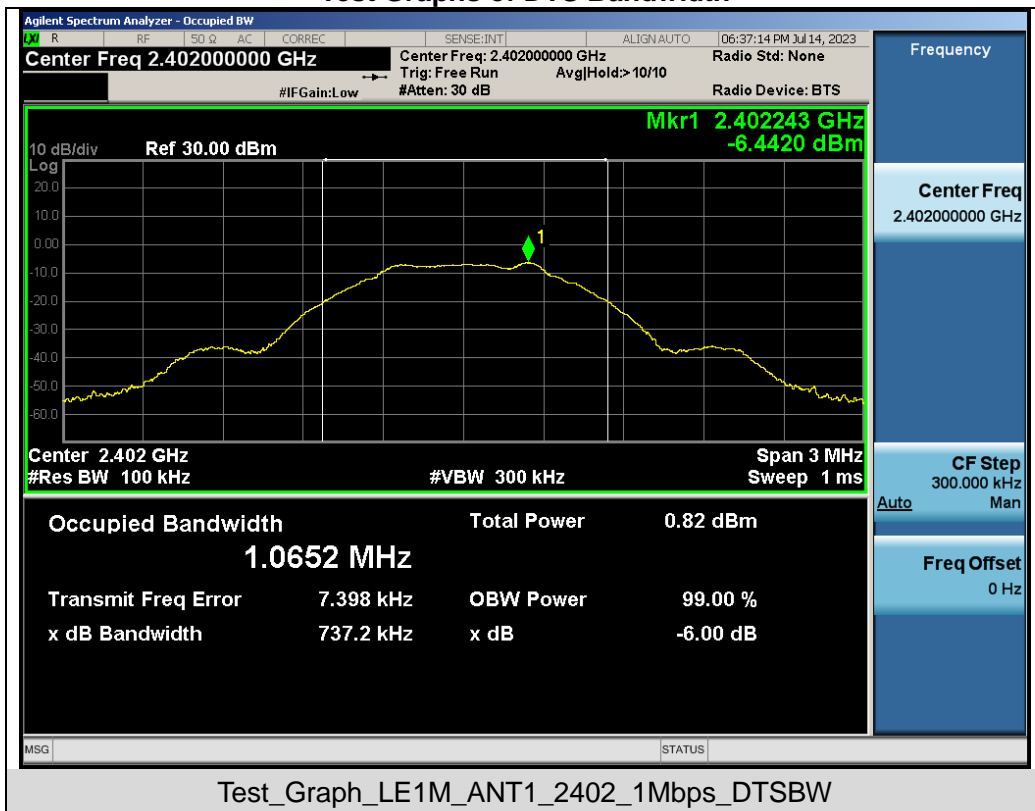 Test Graphs of DTS Bandwidth
Agilent Spectrum Analyzer - Occupied BW
LXI R RF 50 Ω AC CORREC SENSE:INT ALIGN AUTO 06:37:14 PM Jul 14, 2023
Center Freq 2.402000000 GHz
#IFGain:Low
Center Freq: 2.402000000 GHz
Trig: Free Run Avg|Hold:> 10/10
#Atten: 30 dB
Radio Std: None
Radio Device: BTS
Mkr1 2.402243 GHz
-6.4420 dBm
10 dB/div Ref 30.00 dBm
Log
20.0
10.0
0.00
-10.0
-20.0
-30.0
-40.0
-50.0
-60.0
1
Center 2.402 GHz Span 3 MHz
#Res BW 100 kHz #VBW 300 kHz Sweep 1 ms
Occupied Bandwidth Total Power 0.82 dBm
1.0652 MHz
Transmit Freq Error 7.398 kHz OBW Power 99.00 %
x dB Bandwidth 737.2 kHz x dB -6.00 dB
MSG STATUS
Frequency
Center Freq
2.402000000 GHz
CF Step
300.000 kHz
Auto Man
Freq Offset
0 Hz
Test_Graph_LE1M_ANT1_2402_1Mbps_DTSBW